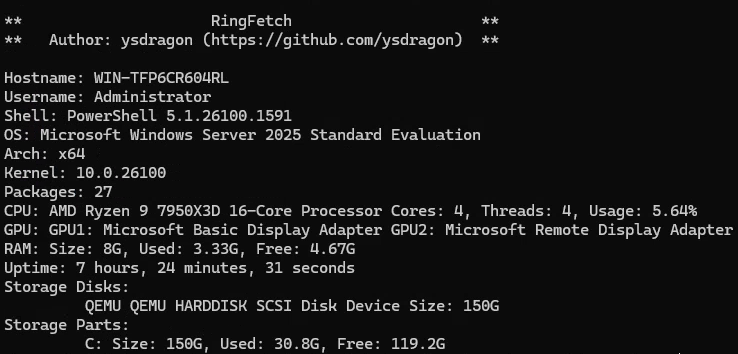 ** RingFetch **
** Author: ysdragon (https://github.com/ysdragon) **
Hostname: WIN-TFP6CR604RL
Username: Administrator
Shell: PowerShell 5.1.26100.1591
OS: Microsoft Windows Server 2025 Standard Evaluation
Arch: x64
Kernel: 10.0.26100
Packages: 27
CPU: AMD Ryzen 9 7950X3D 16-Core Processor Cores: 4, Threads: 4, Usage: 5.64%
GPU: GPU1: Microsoft Basic Display Adapter GPU2: Microsoft Remote Display Adapter
RAM: Size: 8G, Used: 3.33G, Free: 4.67G
Uptime: 7 hours, 24 minutes, 31 seconds
Storage Disks:
QEMU QEMU HARDDISK SCSI Disk Device Size: 150G
Storage Parts:
C: Size: 150G, Used: 30.8G, Free: 119.2G